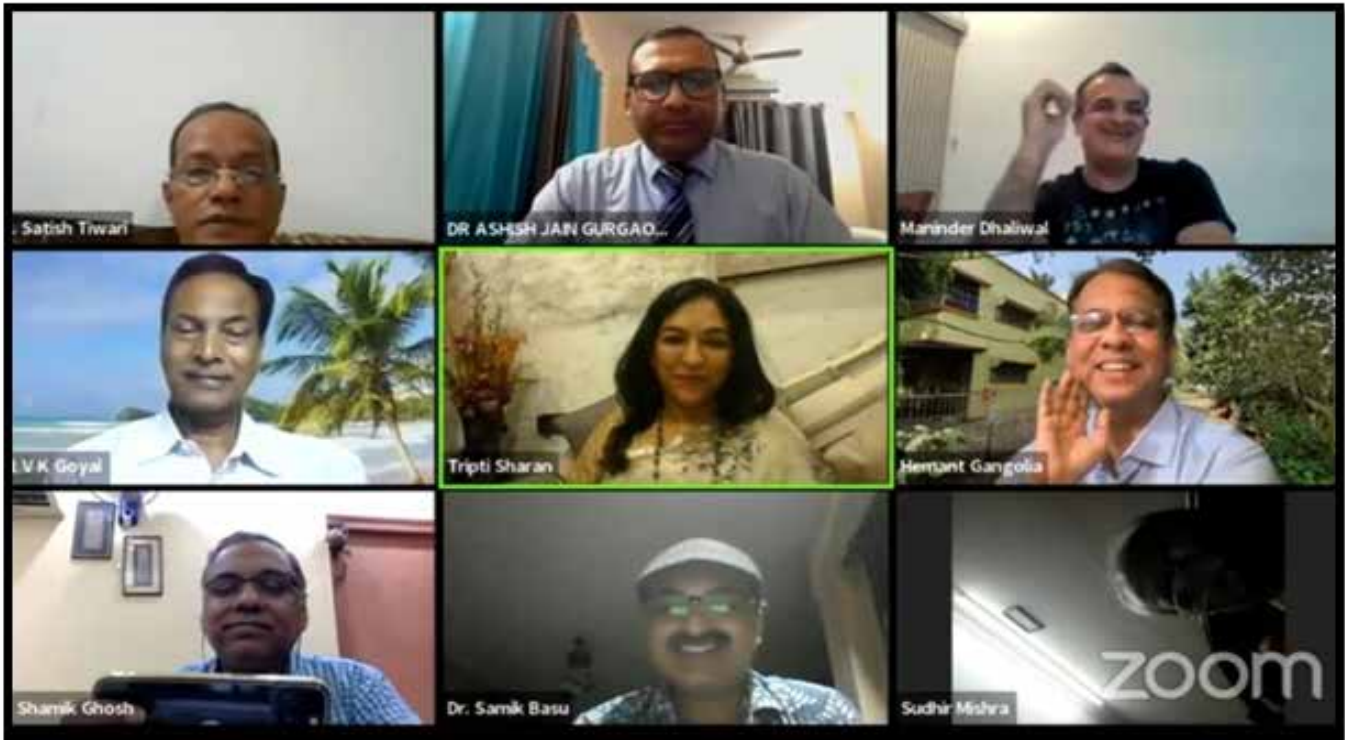 . Satish Tiwari
DR ASHISH JAIN GURGAO...
Maninder Dhaliwal
V K Goyal
Tripti Sharan
Hemant Gangolia
Shamik Ghosh
Dr. Samik Basu
Sudhir Mishra
zoom